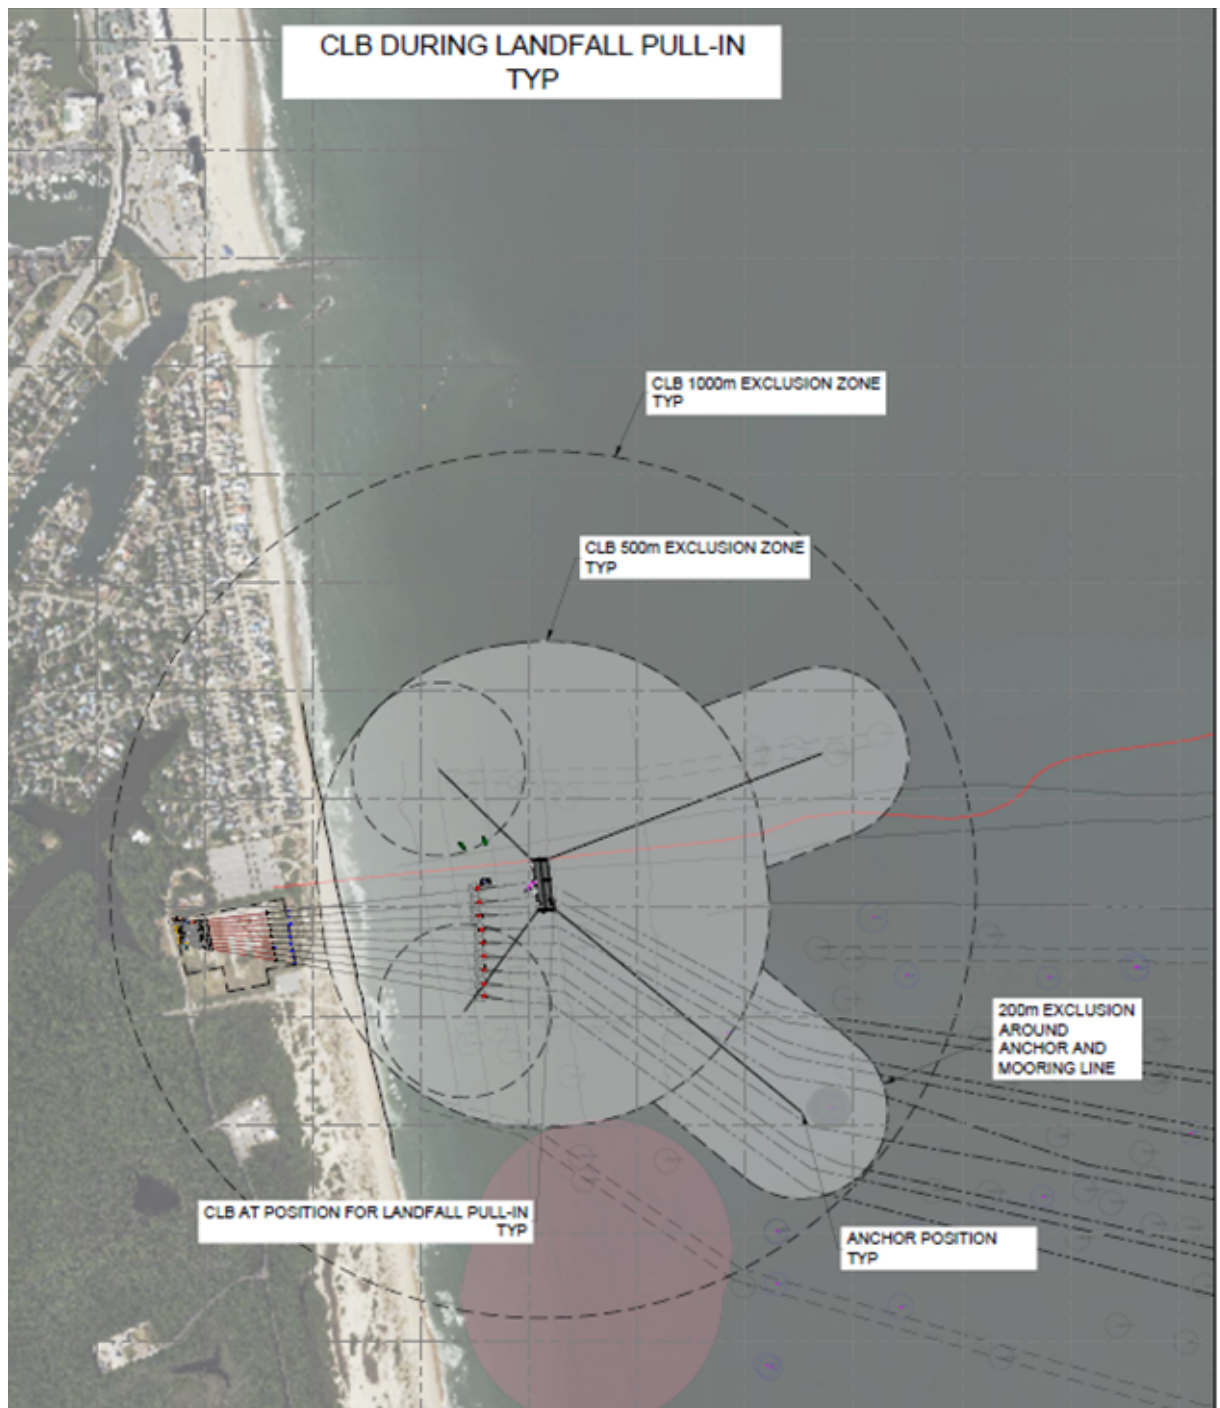 CLB DURING LANDFALL PULL-IN
TYP
CLB 1000m EXCLUSION ZONE
TYP
CLB 500m EXCLUSION ZONE
TYP
200m EXCLUSION
AROUND
ANCHOR AND
MOORING LINE
CLB AT POSITION FOR LANDFALL PULL-IN
TYP
ANCHOR POSITION
TYP